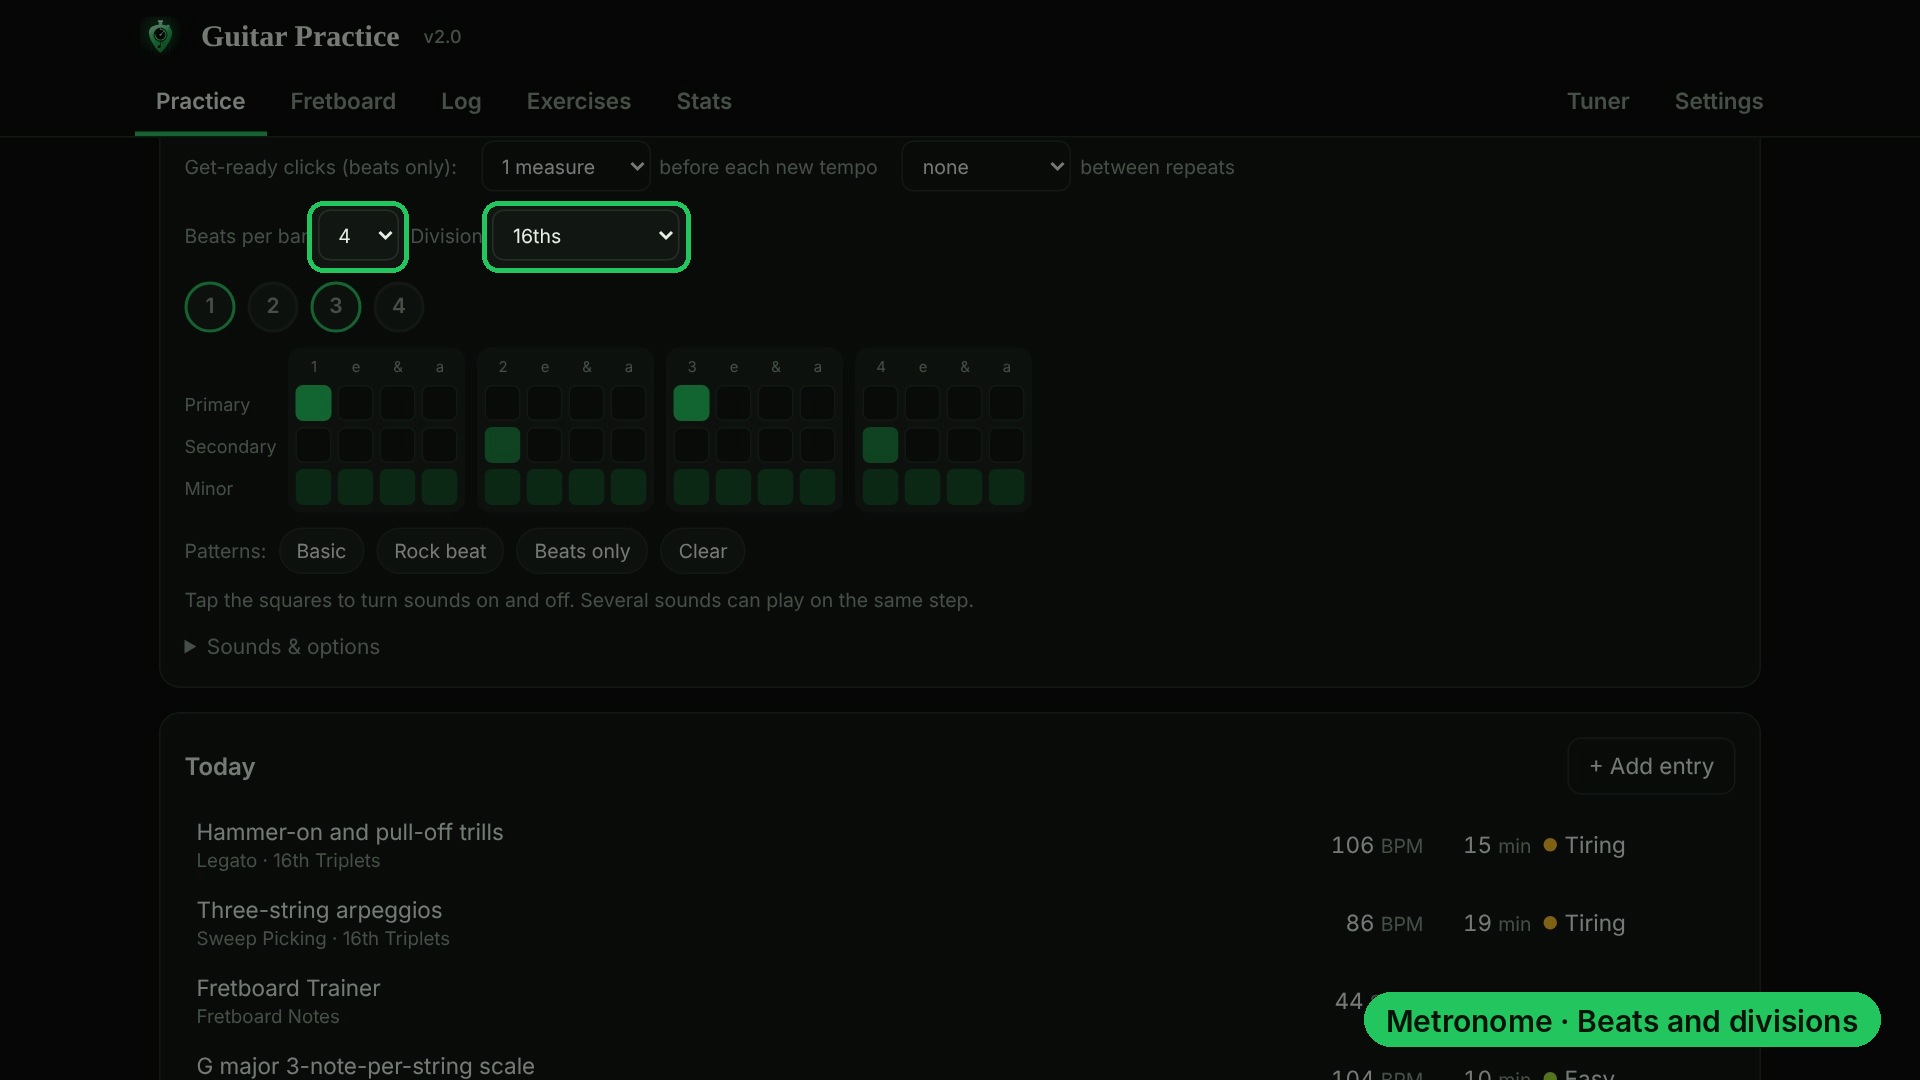 Guitar Practice v2.0
Practice Fretboard Log Exercises Stats Tuner Settings
Get-ready clicks (beats only): 1 measure before each new tempo none between repeats
Beats per bar 4 Division 16ths
1 2 3 4
1 e & a 2 e & a 3 e & a 4 e & a
Primary
Secondary
Minor
Patterns: Basic Rock beat Beats only Clear
Tap the squares to turn sounds on and off. Several sounds can play on the same step.
Sounds & options
Today + Add entry
Hammer-on and pull-off trills
Legato · 16th Triplets
106 BPM 15 min Tiring
Three-string arpeggios
Sweep Picking · 16th Triplets
86 BPM 19 min Tiring
Fretboard Trainer
Fretboard Notes
44
Metronome · Beats and divisions
G major 3-note-per-string scale
104 BPM 10 min Easy